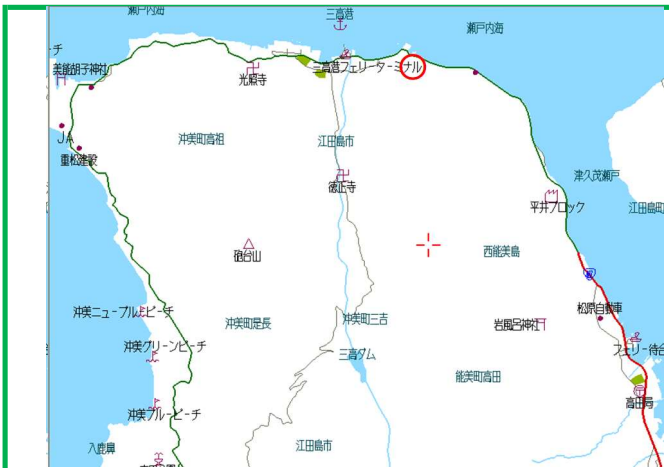 瀬戸内海
三高港
瀬戸内海
ーチ
美能胡子神社
光源寺
三高港フェリーターミナル
JA
重松建設
沖美町高祖
江田島市
徳正寺
津久茂瀬戸
平井ブロック
江田島町
砲台山
西能美島
沖美ニューブルービーチ
沖美町是長
沖美町三吉
岩風呂神社
松原自動車
沖美グリーンビーチ
三高ダム
フェリー待合
能美町高田
高田局
沖美ブルービーチ
入鹿鼻
江田島市